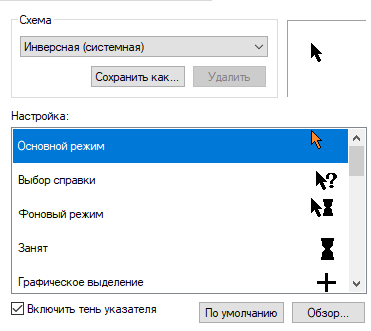 Схема
Инверсная (системная)
Сохранить как...
Удалить
Настройка:
Основной режим
Выбор справки
Фоновый режим
Занят
Графическое выделение
Включить тень указателя
По умолчанию
Обзор...